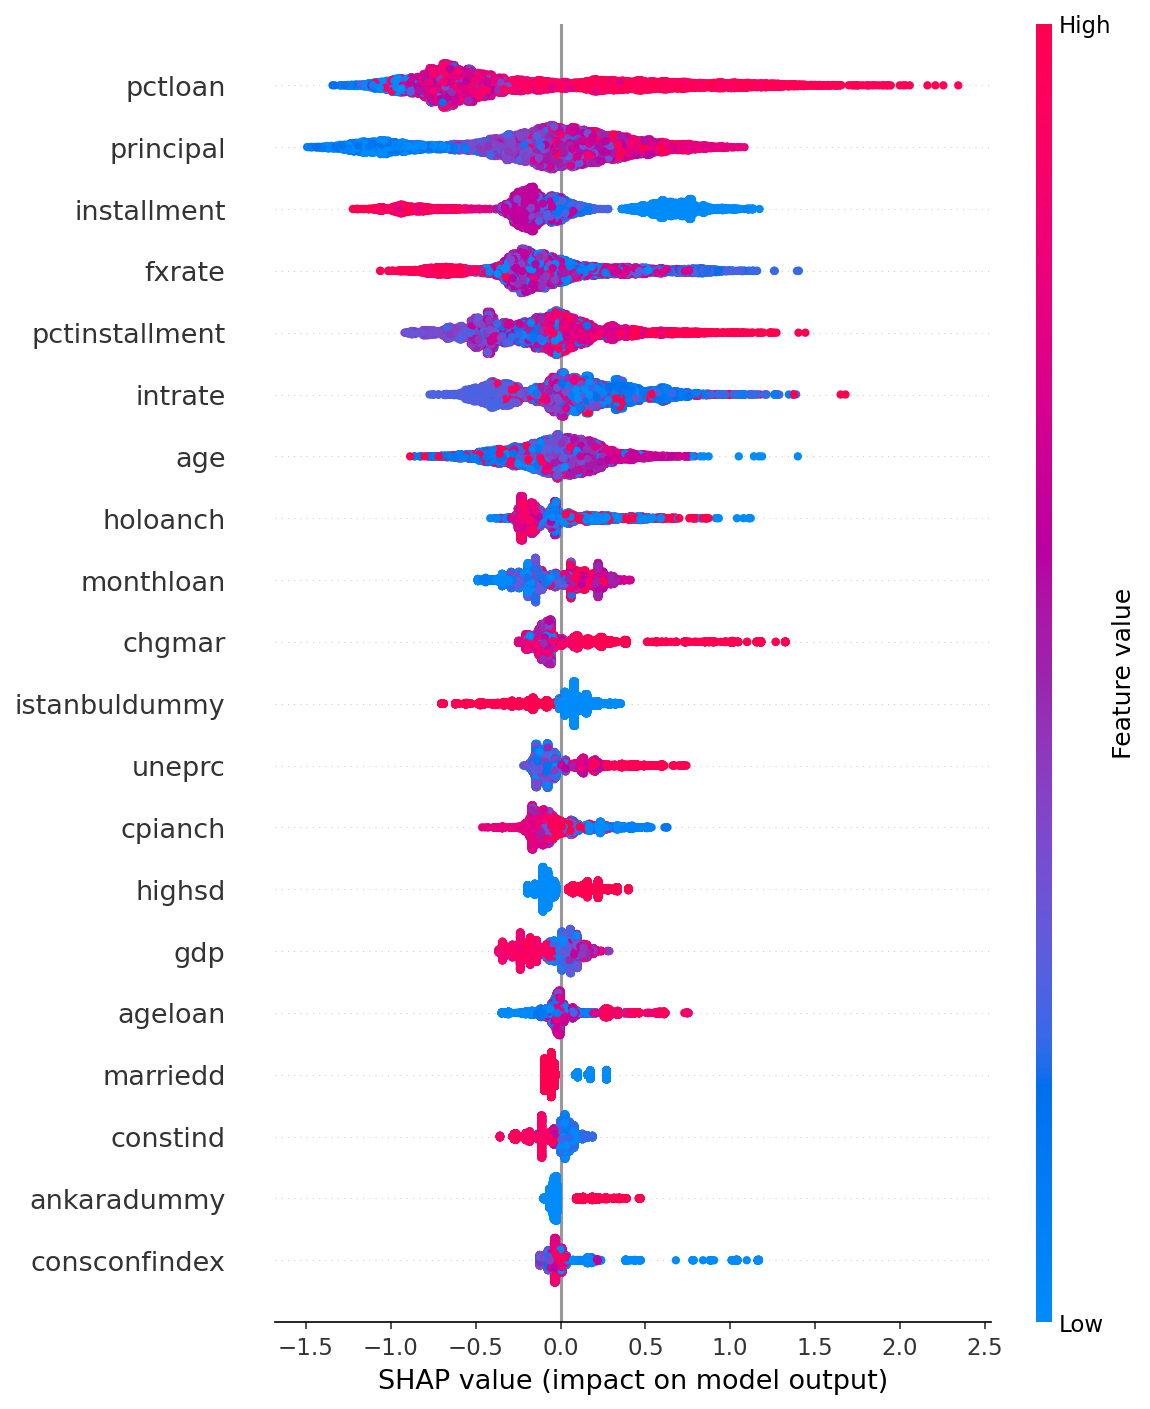 High
pctloan
principal
installment
fxrate
pctinstallment
intrate
age
holoanch
monthloan
chgmar
istanbuldummy
uneprc
cpianch
highsd
gdp
ageloan
marriedd
constind
ankaradummy
consconfindex
Feature value
Low
−1.5 −1.0 −0.5 0.0 0.5 1.0 1.5 2.0 2.5
SHAP value (impact on model output)